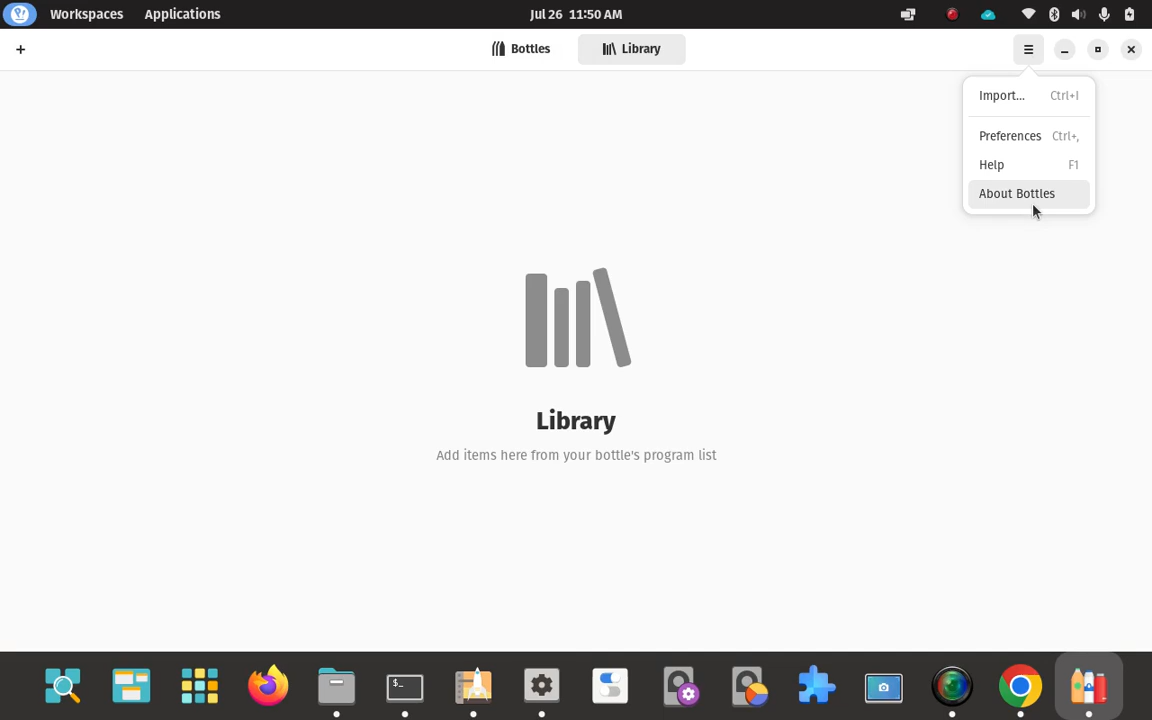 Workspaces Applications Jul 26 11:50 AM
+ Bottles Library
Import... Ctrl+I
Preferences Ctrl+,
Help F1
About Bottles
Library
Add items here from your bottle's program list
$_